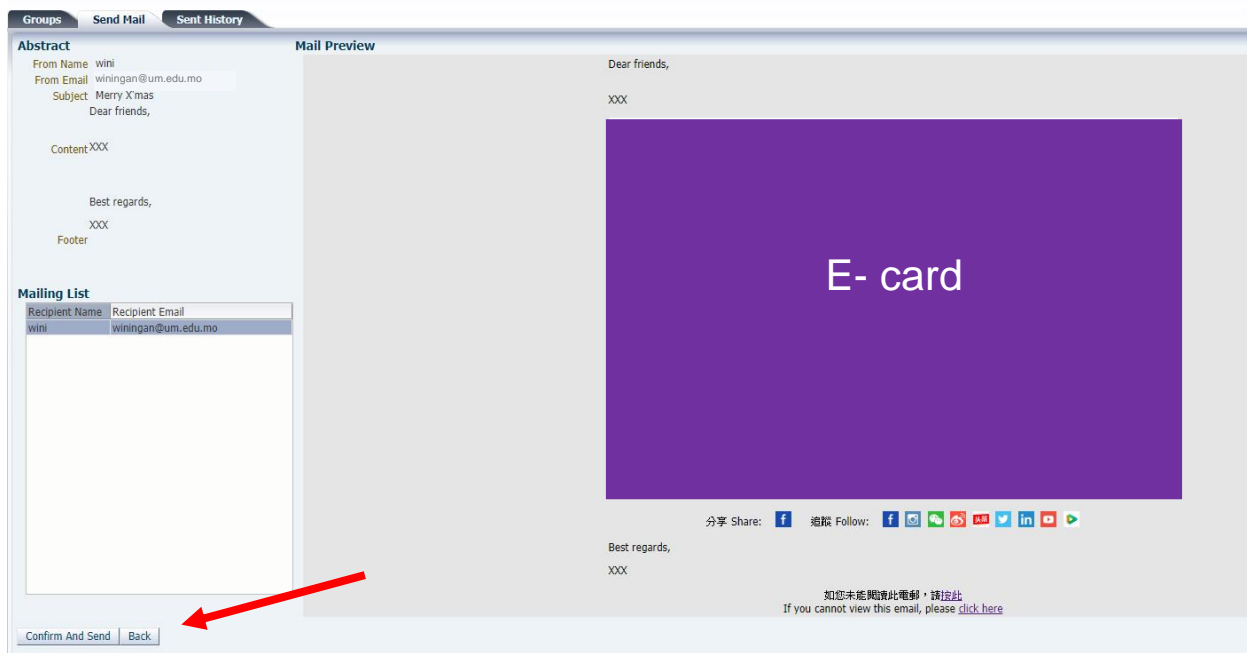 Groups Send Mail Sent History
Abstract
From Name wini
From Email winingan@um.edu.mo
Subject Merry X'mas
Dear friends,
Content XXX
Best regards,
XXX
Footer
Mailing List
Recipient Name Recipient Email
wini winingan@um.edu.mo
Confirm And Send Back
Mail Preview
Dear friends,
XXX
E- card
分享 Share: 追蹤 Follow:
Best regards,
XXX
如您未能閱讀此電郵，請按此
If you cannot view this email, please click here